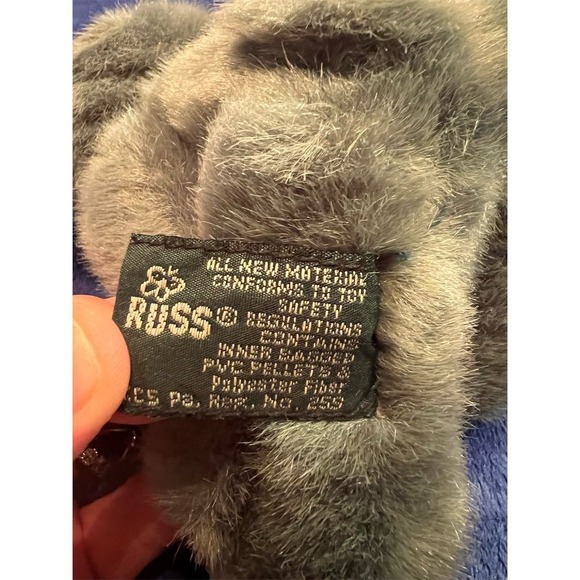 RUSS®
ALL NEW MATERIAL
CONFORMS TO TOY
SAFETY
REGULATIONS
CONTAINS
INNER BAGGED
PVC PELLETS &
Polyester Fiber
Pa. Rep. No. 259